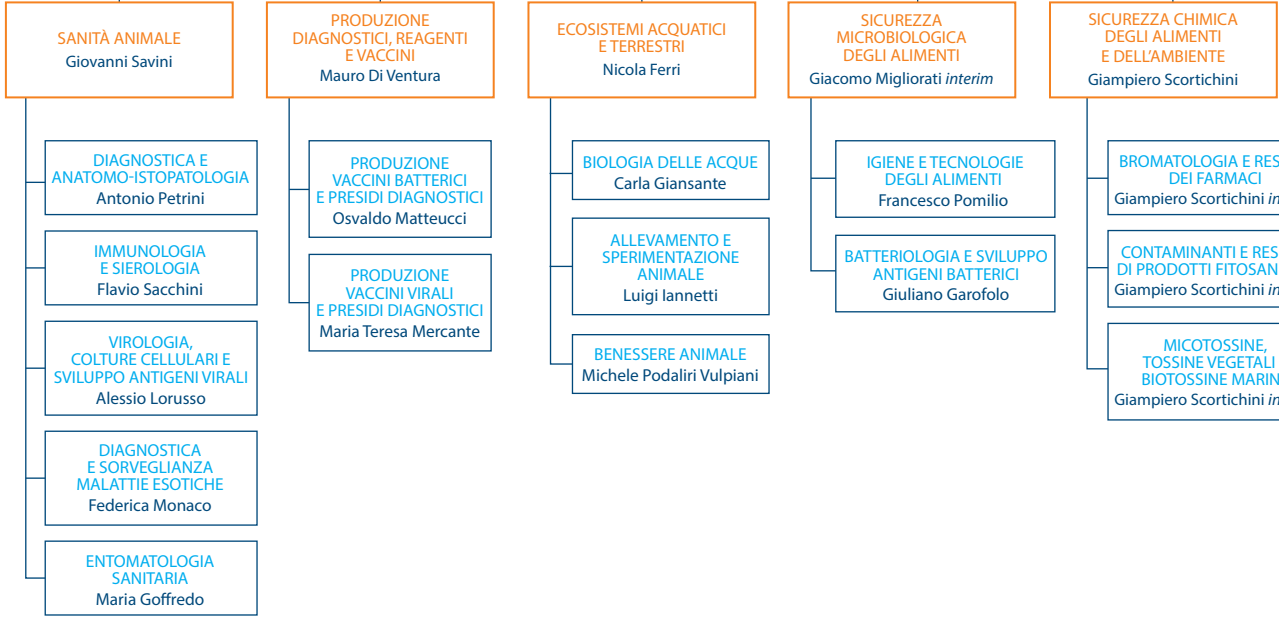 SANITÀ ANIMALE
Giovanni Savini
DIAGNOSTICA E
ANATOMO-ISTOPATOLOGIA
Antonio Petrini
IMMUNOLOGIA
E SIEROLOGIA
Flavio Sacchini
VIROLOGIA,
COLTURE CELLULARI E
SVILUPPO ANTIGENI VIRALI
Alessio Lorusso
DIAGNOSTICA
E SORVEGLIANZA
MALATTIE ESOTICHE
Federica Monaco
ENTOMATOLOGIA
SANITARIA
Maria Goffredo
PRODUZIONE
DIAGNOSTICI, REAGENTI
E VACCINI
Mauro Di Ventura
PRODUZIONE
VACCINI BATTERICI
E PRESIDI DIAGNOSTICI
Osvaldo Matteucci
PRODUZIONE
VACCINI VIRALI
E PRESIDI DIAGNOSTICI
Maria Teresa Mercante
ECOSISTEMI ACQUATICI
E TERRESTRI
Nicola Ferri
BIOLOGIA DELLE ACQUE
Carla Giansante
ALLEVAMENTO E
SPERIMENTAZIONE
ANIMALE
Luigi Iannetti
BENESSERE ANIMALE
Michele Podaliri Vulpiani
SICUREZZA
MICROBIOLOGICA
DEGLI ALIMENTI
Giacomo Migliorati interim
IGIENE E TECNOLOGIE
DEGLI ALIMENTI
Francesco Pomilio
BATTERIOLOGIA E SVILUPPO
ANTIGENI BATTERICI
Giuliano Garofolo
SICUREZZA CHIMICA
DEGLI ALIMENTI
E DELL'AMBIENTE
Giampiero Scortichini
BROMATOLOGIA E
DEI FARMACI
Giampiero Scortichini
CONTAMINANTI E
DI PRODOTTI
Giampiero Scortichini
MICOTOSSINE,
TOSSINE VEGETALI
BIOTOSSINE
Giampiero Scortichini